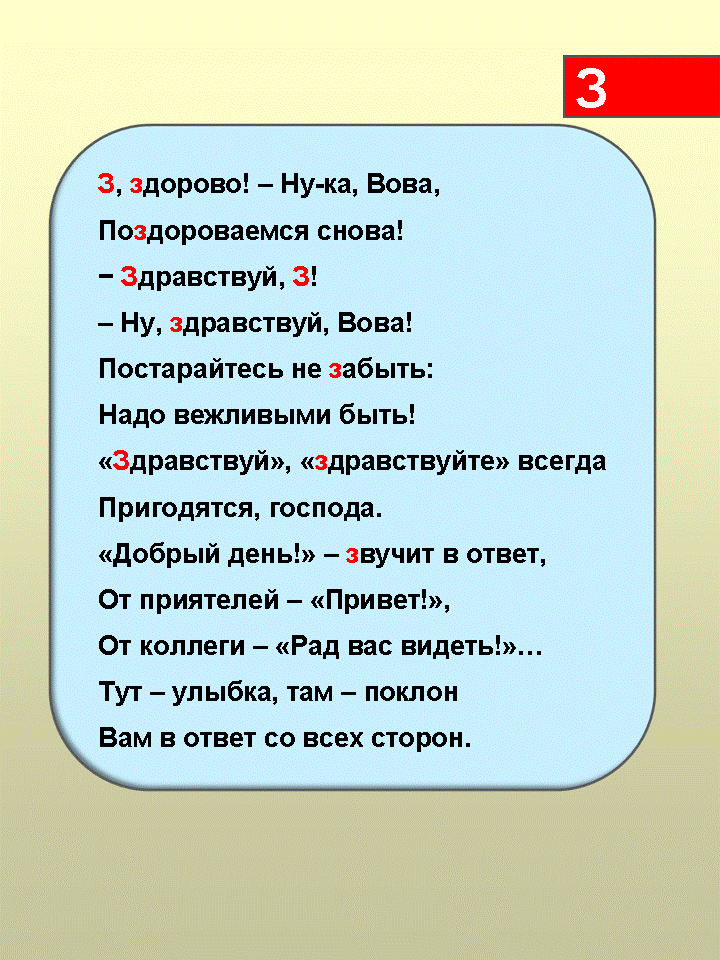 З
З, здорово! – Ну-ка, Вова,
Поздороваемся снова!
– Здравствуй, З!
– Ну, здравствуй, Вова!
Постарайтесь не забыть:
Надо вежливыми быть!
«Здравствуй», «здравствуйте» всегда
Пригодятся, господа.
«Добрый день!» – звучит в ответ,
От приятелей – «Привет!»,
От коллеги – «Рад вас видеть!»…
Тут – улыбка, там – поклон
Вам в ответ со всех сторон.